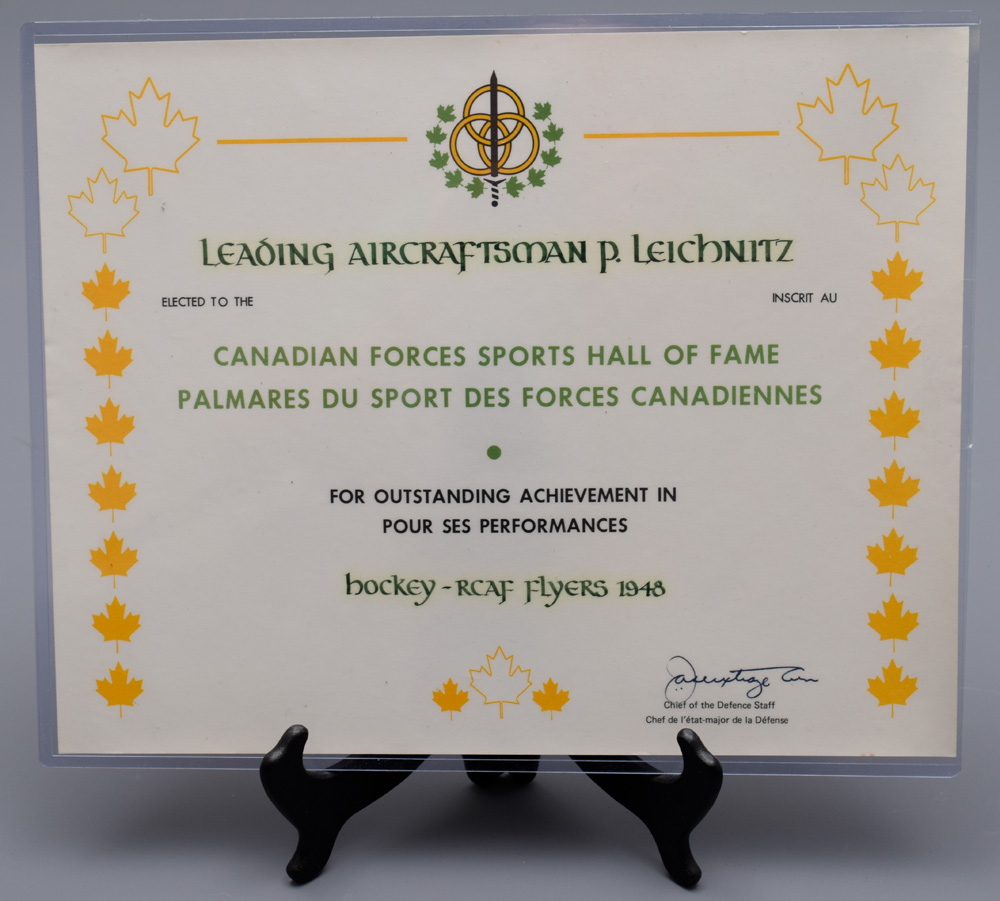 LEADING AIRCRAFTSMAN P. LEICHNITZ
ELECTED TO THE INSCRIT AU
CANADIAN FORCES SPORTS HALL OF FAME
PALMARES DU SPORT DES FORCES CANADIENNES
FOR OUTSTANDING ACHIEVEMENT IN
POUR SES PERFORMANCES
HOCKEY - RCAF FLYERS 1948
Chief of the Defence Staff
Chef de l'état-major de la Défense